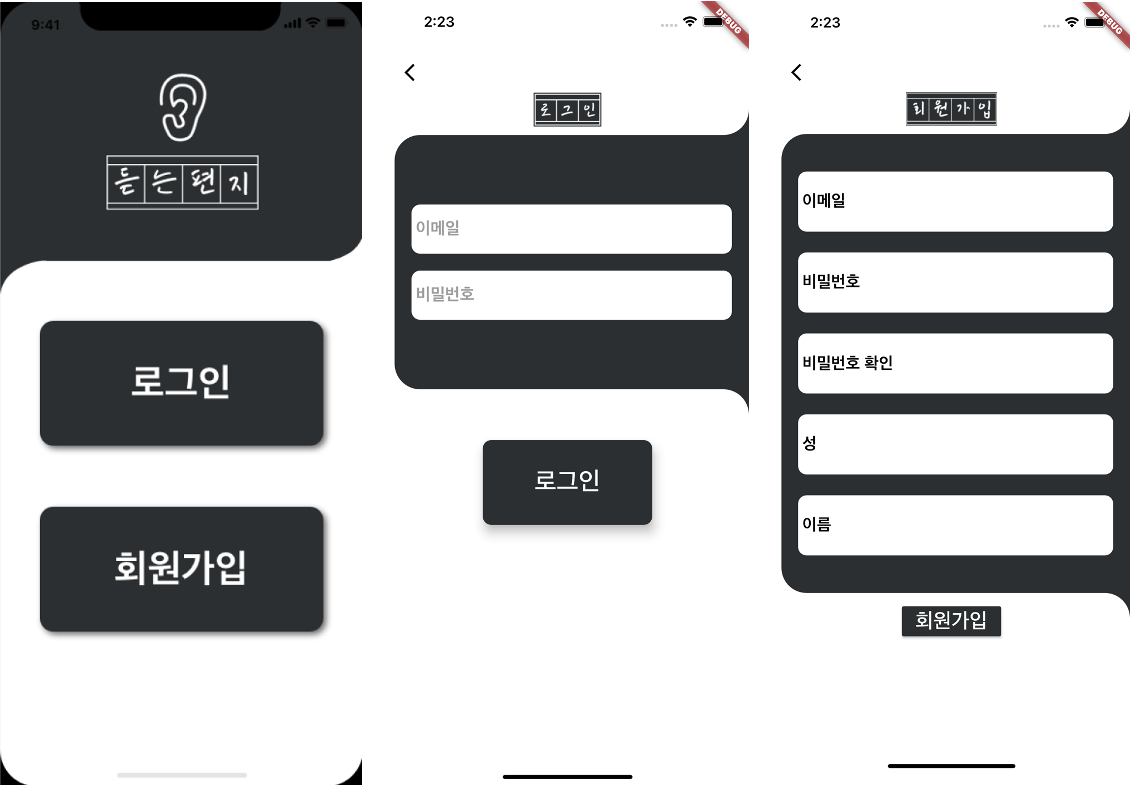 9:41
듣는편지
로그인
회원가입
2:23
DEBUG
로그인
이메일
비밀번호
로그인
2:23
DEBUG
회원가입
이메일
비밀번호
비밀번호 확인
성
이름
회원가입